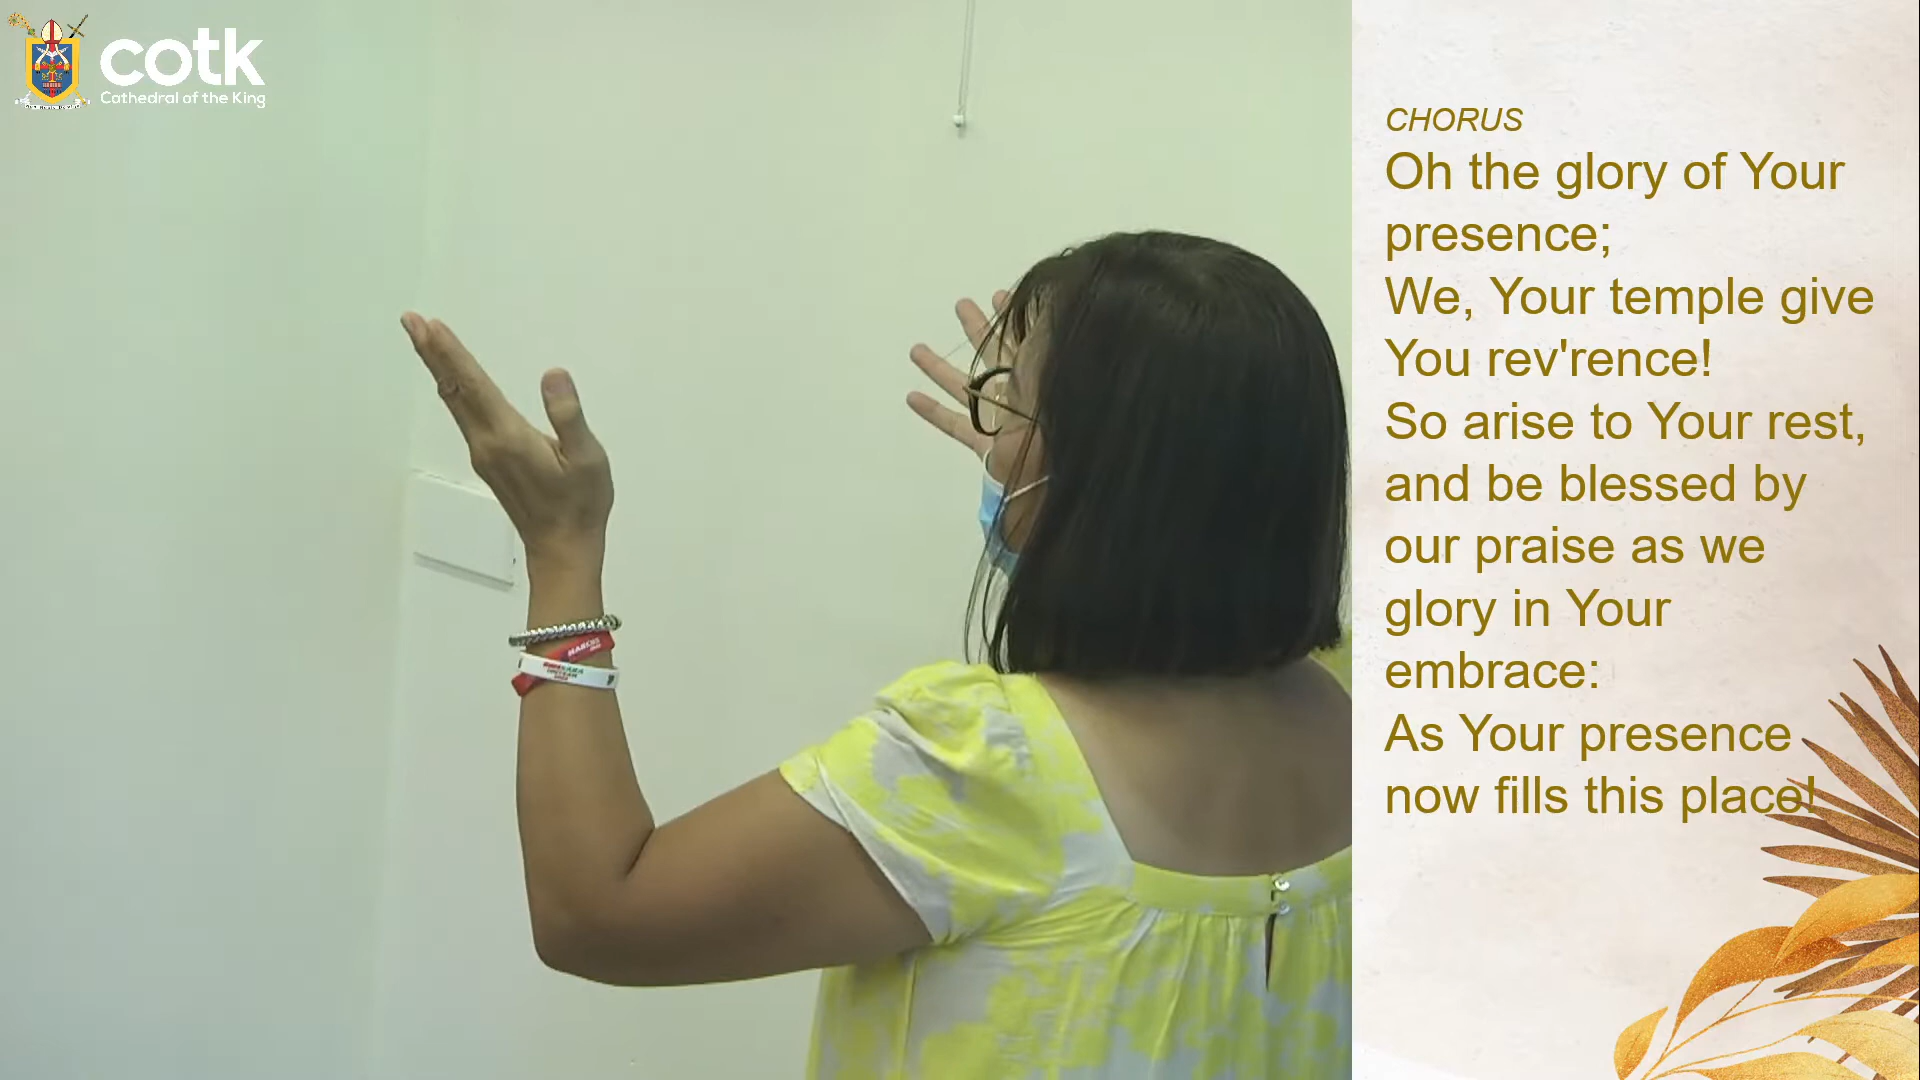 cotk
Cathedral of the King
CHORUS
Oh the glory of Your
presence;
We, Your temple give
You rev'rence!
So arise to Your rest,
and be blessed by
our praise as we
glory in Your
embrace:
As Your presence
now fills this place!